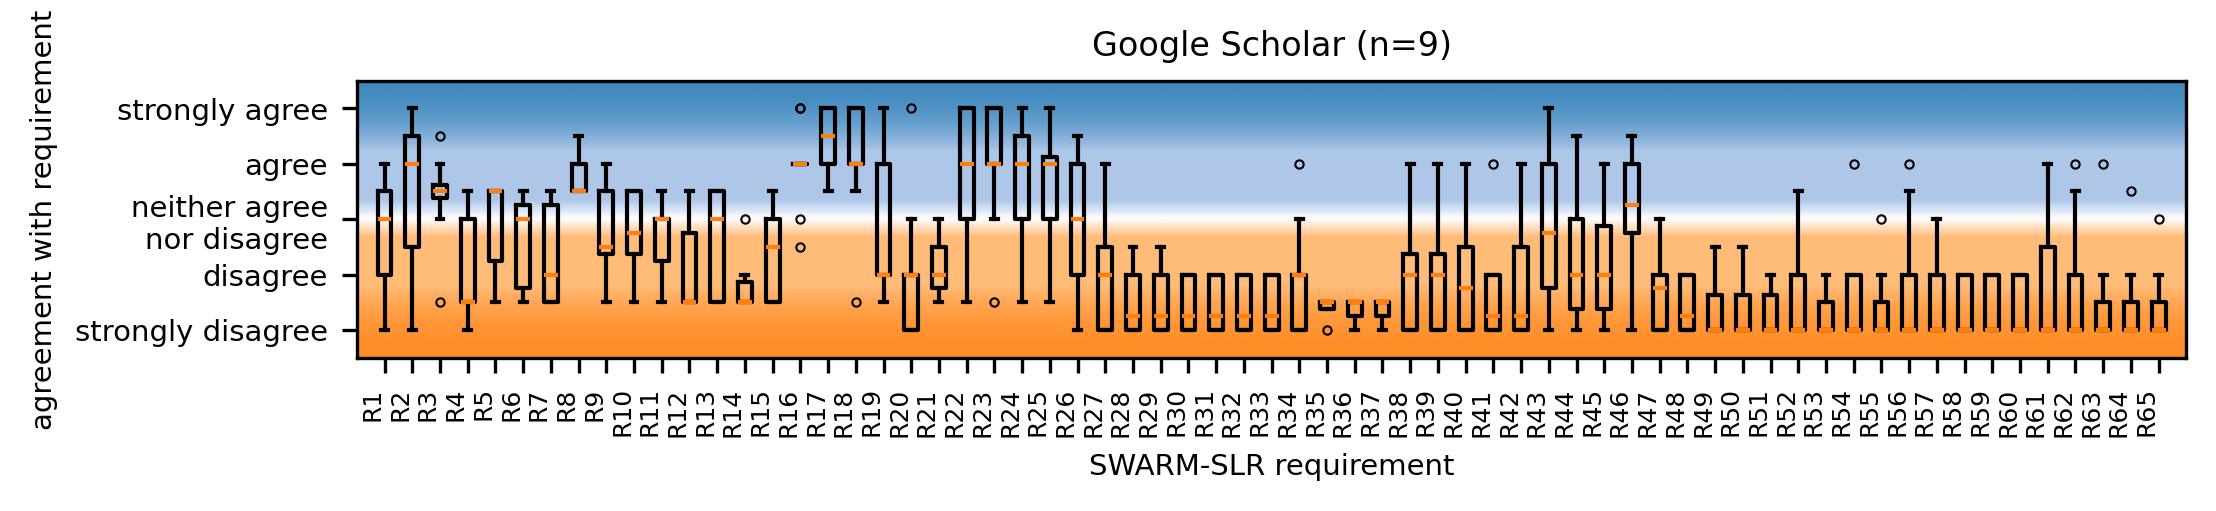 Google Scholar (n=9)
agreement with requirement
strongly agree
agree
neither agree
nor disagree
disagree
strongly disagree
R1 R2 R3 R4 R5 R6 R7 R8 R9 R10 R11 R12 R13 R14 R15 R16 R17 R18 R19 R20 R21 R22 R23 R24 R25 R26 R27 R28 R29 R30 R31 R32 R33 R34 R35 R36 R37 R38 R39 R40 R41 R42 R43 R44 R45 R46 R47 R48 R49 R50 R51 R52 R53 R54 R55 R56 R57 R58 R59 R60 R61 R62 R63 R64 R65
SWARM-SLR requirement